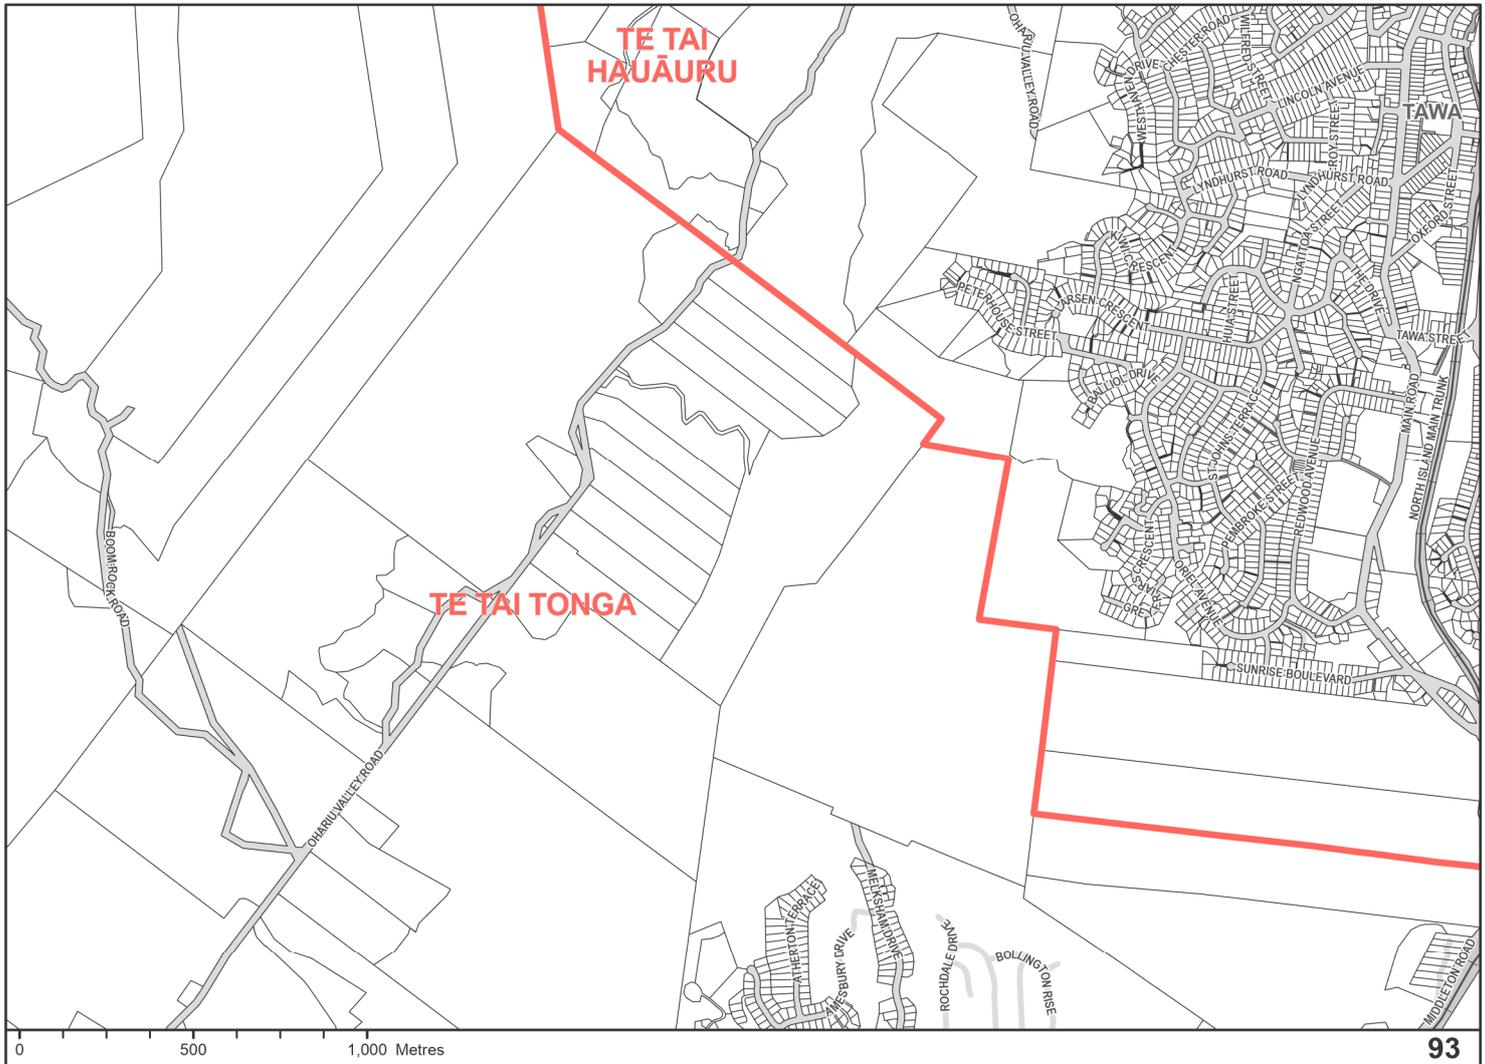 TE TAI
HAUĀURU
OHARIU VALLEY ROAD
CHESTER ROAD
WILFRED STREET
WESTHAVEN DRIVE
LINCOLN AVENUE
TAWA
ROY STREET
LYNDHURST ROAD
LYNDHURST ROAD
OXFORD STREET
NGATITOA STREET
KIWI CRESCENT
THE DRIVE
PETERHOUSE STREET
LARSEN CRESCENT
HUIA STREET
TAWA STREET
BALLIOL DRIVE
MAIN ROAD
NORTH ISLAND MAIN TRUNK
ST JOHNS TERRACE
REDWOOD AVENUE
PEMBROKE STREET
BOOM ROCK ROAD
TE TAI TONGA
GREYFRIARS CRESCENT
ORIEL AVENUE
SUNRISE BOULEVARD
OHARIU VALLEY ROAD
ATHERTON TERRACE
MELKSHAM DRIVE
AMESBURY DRIVE
ROCHDALE DRIVE
BOLLINGTON RISE
MIDDLETON ROAD
0 500 1,000 Metres
93